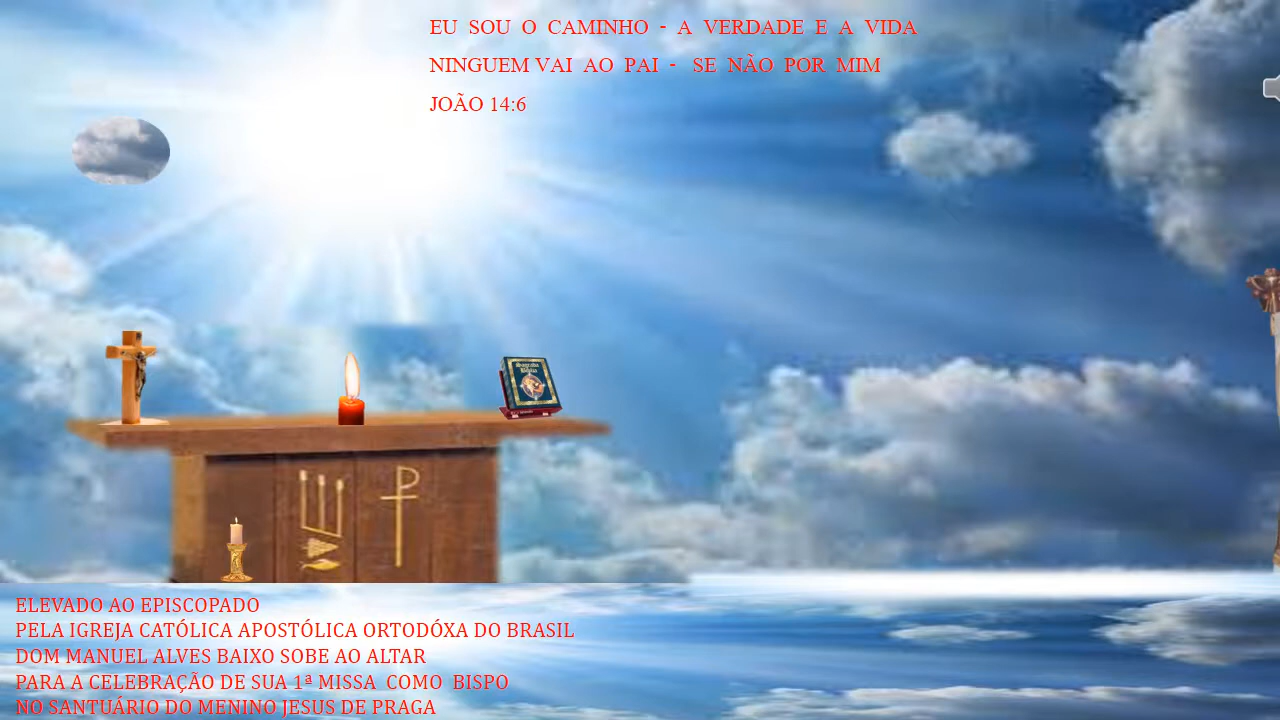 EU SOU O CAMINHO - A VERDADE E A VIDA
NINGUEM VAI AO PAI - SE NÃO POR MIM
JOÃO 14:6
Sagrada
Bíblia
ELEVADO AO EPISCOPADO
PELA IGREJA CATÓLICA APOSTÓLICA ORTODÓXA DO BRASIL
DOM MANUEL ALVES BAIXO SOBE AO ALTAR
PARA A CELEBRAÇÃO DE SUA 1ª MISSA COMO BISPO
NO SANTUÁRIO DO MENINO JESUS DE PRAGA